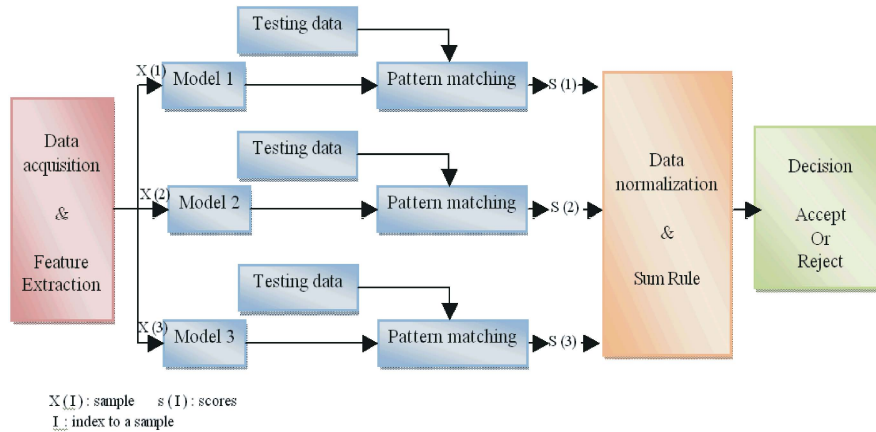 Testing data
X (1)
Model 1
Pattern matching
S (1)
Data
acquisition
&
Feature
Extraction
Testing data
X(2)
Model 2
Pattern matching
S (2)
Data
normalization
&
Sum Rule
Decision
Accept
Or
Reject
Testing data
X (3)
Model 3
Pattern matching
S (3)
X (I) : sample s (I) : scores
I : index to a sample